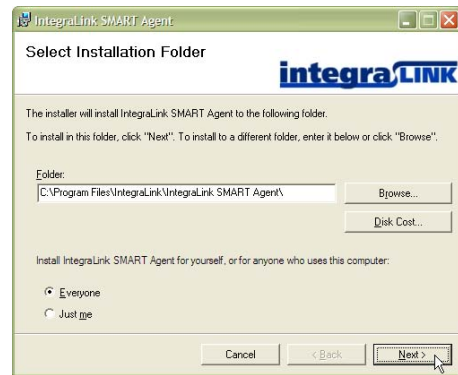 IntegraLink SMART Agent
Select Installation Folder
integraLINK
The installer will install IntegraLink SMART Agent to the following folder.
To install in this folder, click "Next". To install to a different folder, enter it below or click "Browse".
Folder:
C:\Program Files\IntegraLink\IntegraLink SMART Agent\
Browse...
Disk Cost...
Install IntegraLink SMART Agent for yourself, or for anyone who uses this computer:
Everyone
Just me
Cancel
< Back
Next >